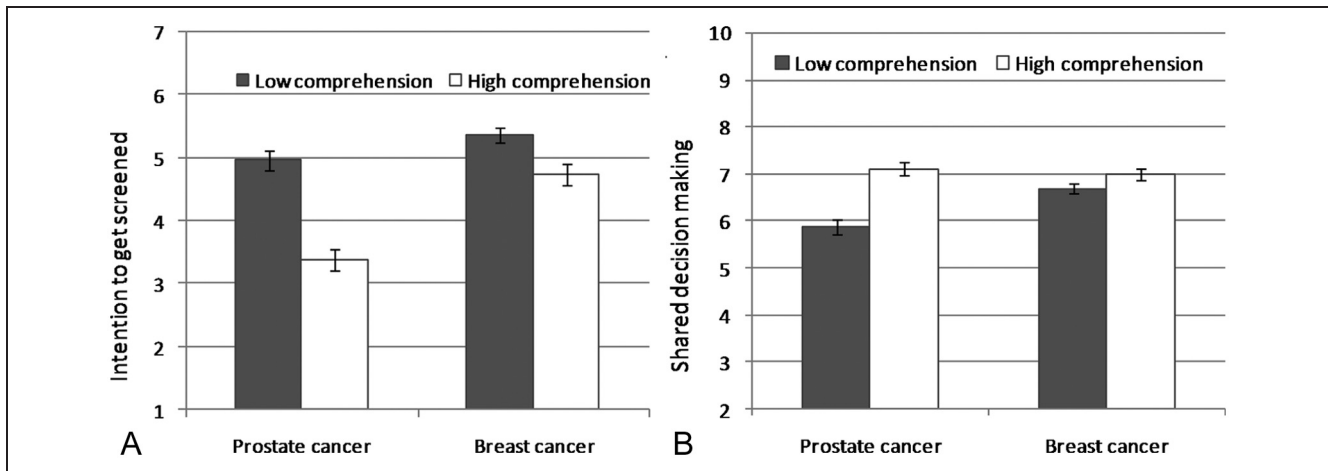 Intention to get screened
7
6
5
4
3
2
1
Low comprehension High comprehension
Prostate cancer Breast cancer
A
Shared decision making
10
9
8
7
6
5
4
3
2
Low comprehension High comprehension
Prostate cancer Breast cancer
B